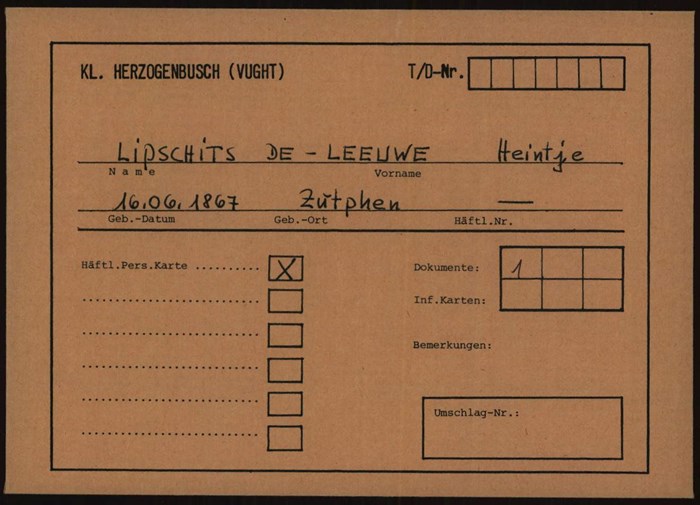 KL. HERZOGENBUSCH (VUGHT) T/D-Nr.
LIPSCHITS DE - LEEUWE Heintje
Name Vorname
16.06.1867 Zutphen —
Geb.-Datum Geb.-Ort Häftl.Nr.
Häftl.Pers.Karte .......... X Dokumente: 1
Inf.Karten:
Bemerkungen:
Umschlag-Nr.: